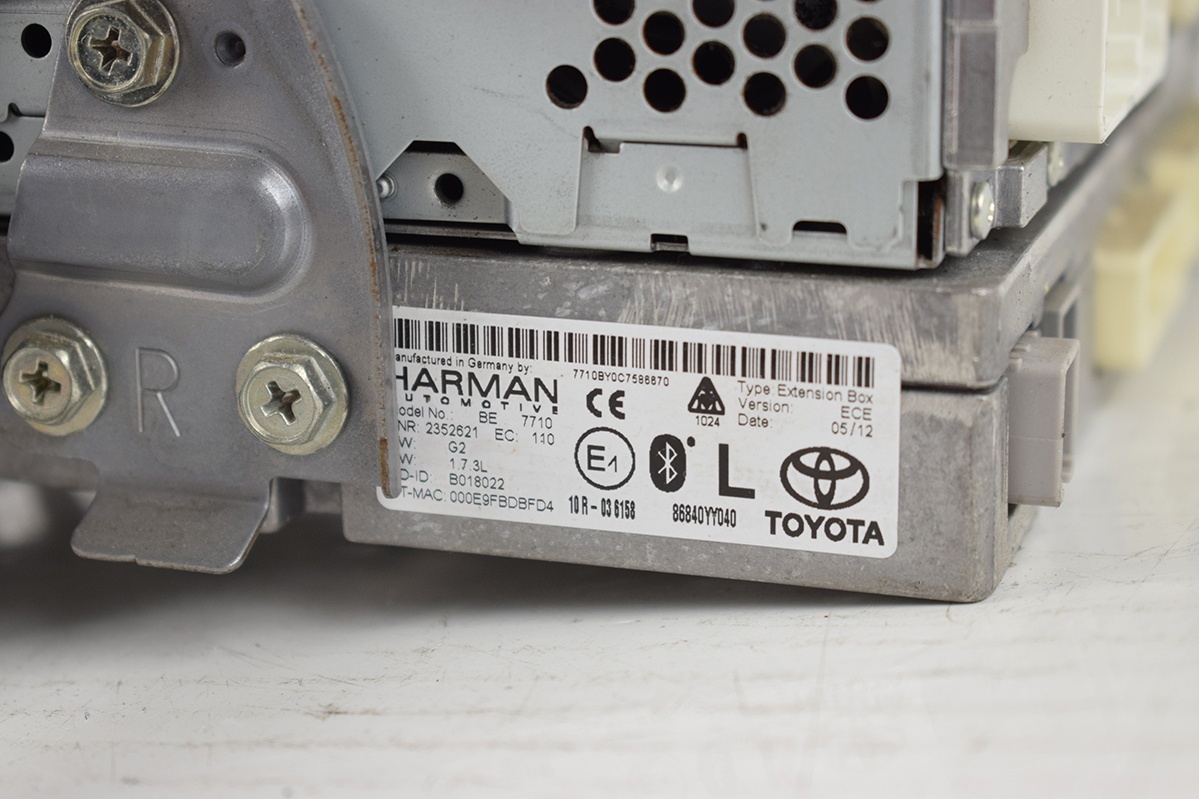 R
anufactured in Germany by:
HARMAN
AUTOMOTIVE
odel No.: BE 7710
NR: 2352621 EC: 110
W: G2
W: 1.7.3L
D-ID: B018022
T-MAC: 000E9FBDBFD4
7710BY0C7586670
CE
E1
10 R - 03 6158
1024
L
86840YY040
Type: Extension Box
Version: ECE
Date: 05/12
TOYOTA